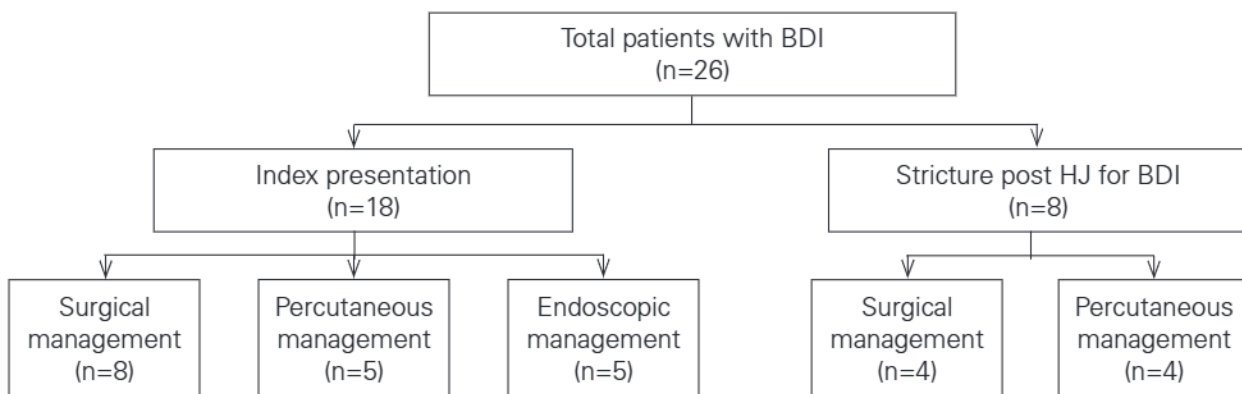 Total patients with BDI
(n=26)
Index presentation
(n=18)
Stricture post HJ for BDI
(n=8)
Surgical
management
(n=8)
Percutaneous
management
(n=5)
Endoscopic
management
(n=5)
Surgical
management
(n=4)
Percutaneous
management
(n=4)